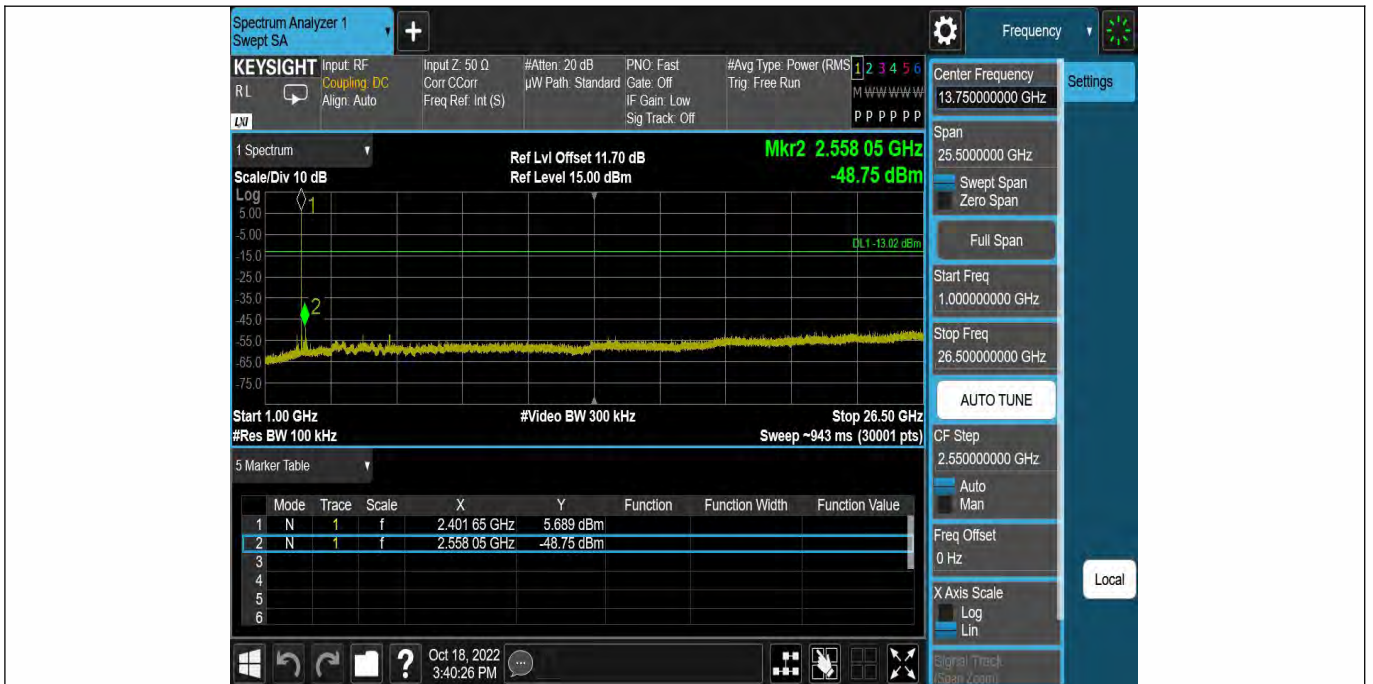 Spectrum Analyzer 1
Swept SA
+
Frequency
KEYSIGHT
RL
LXI
Input: RF
Coupling: DC
Align: Auto
Input Z: 50 Ω
Corr CCorr
Freq Ref: Int (S)
#Atten: 20 dB
µW Path: Standard
PNO: Fast
Gate: Off
IF Gain: Low
Sig Track: Off
#Avg Type: Power (RMS
Trig: Free Run
1 2 3 4 5 6
M W W W W W
P P P P P P
1 Spectrum
Scale/Div 10 dB
Ref Lvl Offset 11.70 dB
Ref Level 15.00 dBm
Mkr2 2.558 05 GHz
-48.75 dBm
Log
5.00
-5.00
-15.0
-25.0
-35.0
-45.0
-55.0
-65.0
-75.0
1
2
DL1 -13.02 dBm
Start 1.00 GHz
#Video BW 300 kHz
Stop 26.50 GHz
#Res BW 100 kHz
Sweep ~943 ms (30001 pts)
5 Marker Table
Mode Trace Scale X Y Function Function Width Function Value
1 N 1 f 2.401 65 GHz 5.689 dBm
2 N 1 f 2.558 05 GHz -48.75 dBm
3
4
5
6
?
Oct 18, 2022
3:40:26 PM
Center Frequency
13.750000000 GHz
Settings
Span
25.5000000 GHz
Swept Span
Zero Span
Full Span
Start Freq
1.000000000 GHz
Stop Freq
26.500000000 GHz
AUTO TUNE
CF Step
2.550000000 GHz
Auto
Man
Freq Offset
0 Hz
X Axis Scale
Log
Lin
Signal Track
(Span Zoom)
Local